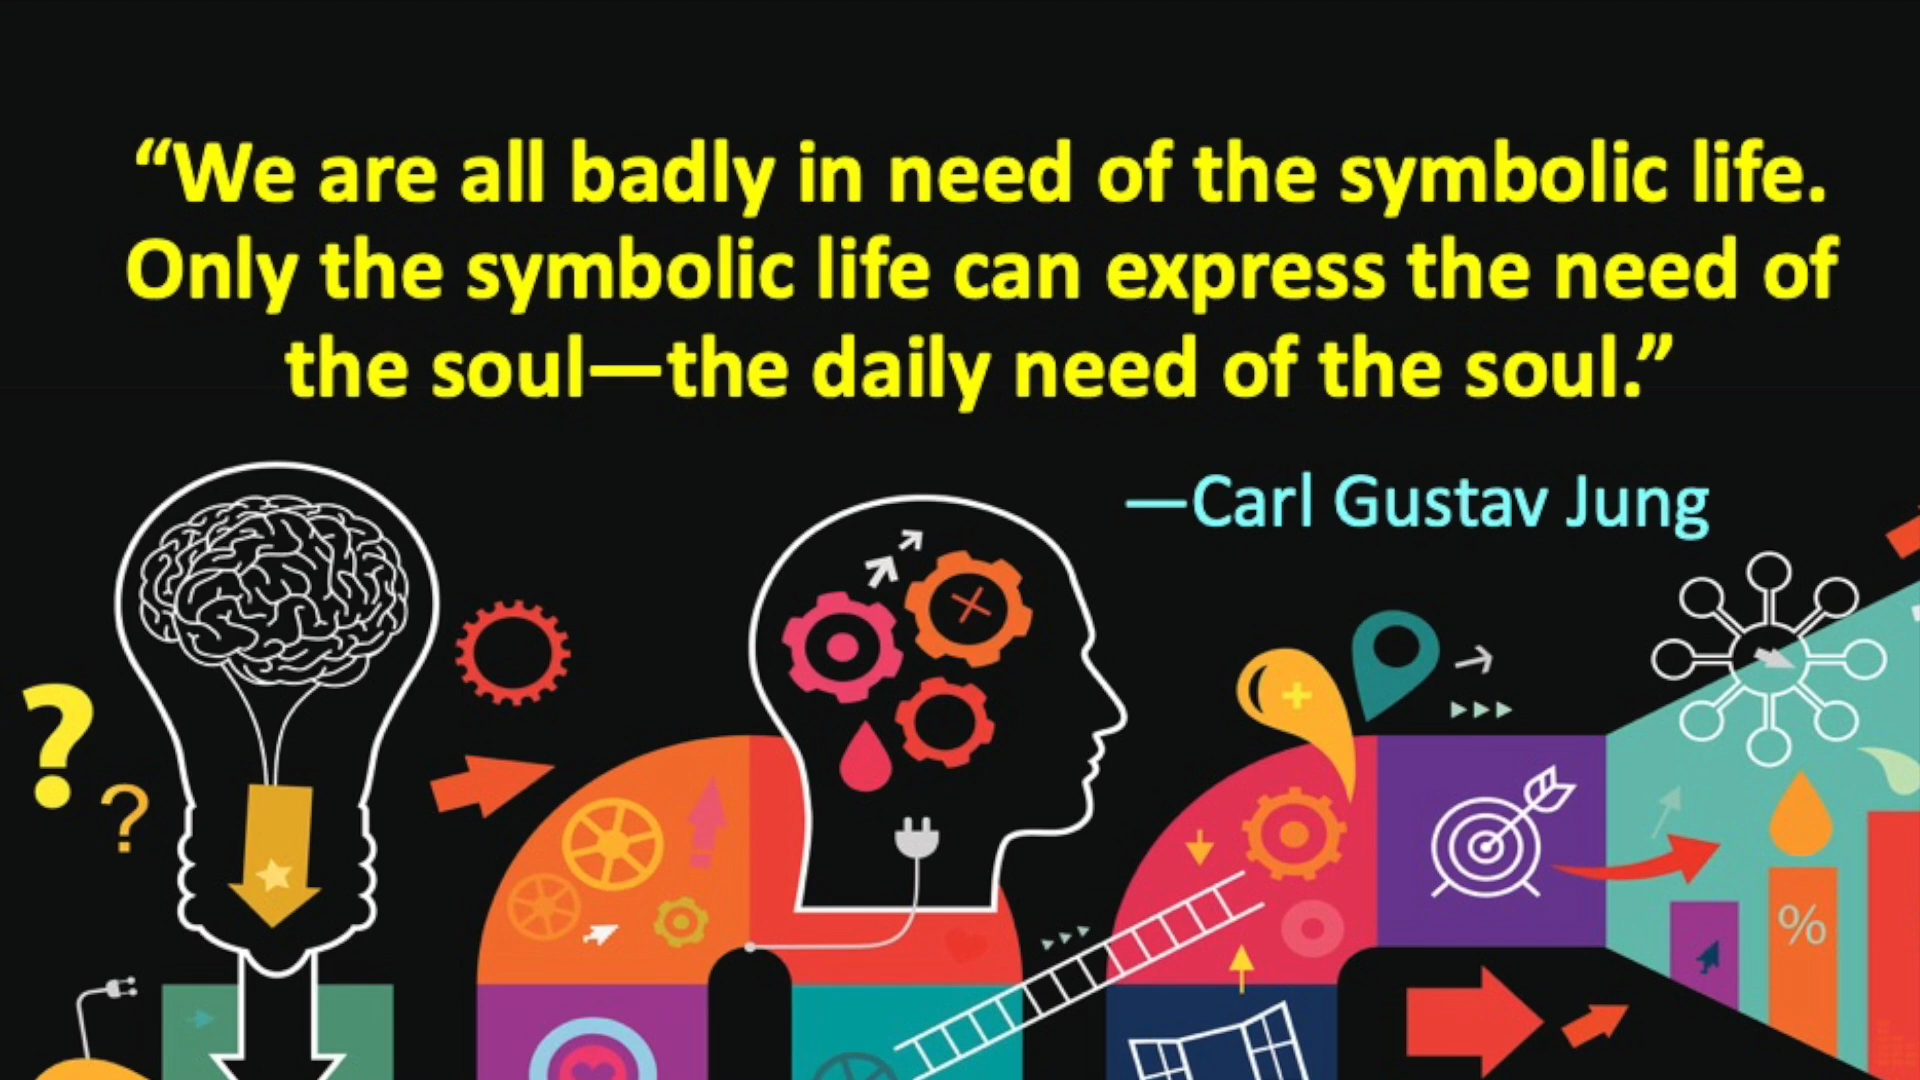 “We are all badly in need of the symbolic life.
Only the symbolic life can express the need of
the soul—the daily need of the soul.”
—Carl Gustav Jung
?
?
%